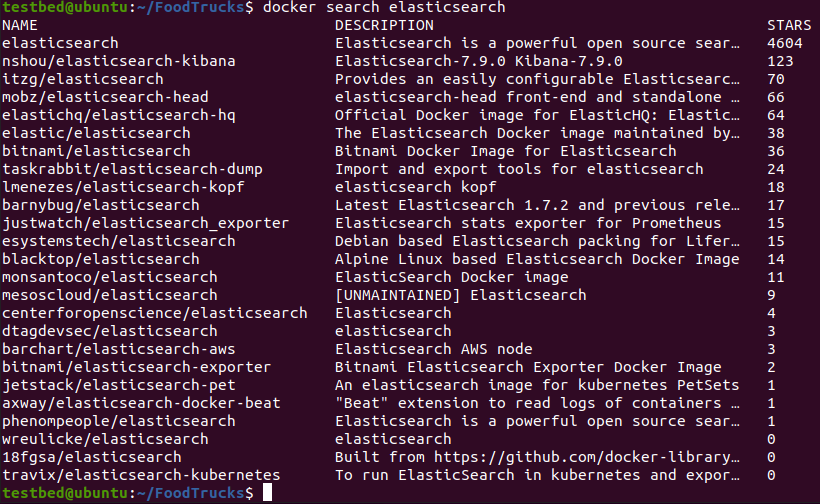 testbed@ubuntu:~/FoodTrucks$ docker search elasticsearch
NAME DESCRIPTION STARS
elasticsearch Elasticsearch is a powerful open source sear… 4604
nshou/elasticsearch-kibana Elasticsearch-7.9.0 Kibana-7.9.0 123
itzg/elasticsearch Provides an easily configurable Elasticsearc… 70
mobz/elasticsearch-head elasticsearch-head front-end and standalone … 66
elastichq/elasticsearch-hq Official Docker image for ElasticHQ: Elastic… 64
elastic/elasticsearch The Elasticsearch Docker image maintained by… 38
bitnami/elasticsearch Bitnami Docker Image for Elasticsearch 36
taskrabbit/elasticsearch-dump Import and export tools for elasticsearch 24
lmenezes/elasticsearch-kopf elasticsearch kopf 18
barnybug/elasticsearch Latest Elasticsearch 1.7.2 and previous rele… 17
justwatch/elasticsearch_exporter Elasticsearch stats exporter for Prometheus 15
esystemstech/elasticsearch Debian based Elasticsearch packing for Lifer… 15
blacktop/elasticsearch Alpine Linux based Elasticsearch Docker Image 14
monsantoco/elasticsearch ElasticSearch Docker image 11
mesoscloud/elasticsearch [UNMAINTAINED] Elasticsearch 9
centerforopenscience/elasticsearch Elasticsearch 4
dtagdevsec/elasticsearch elasticsearch 3
barchart/elasticsearch-aws Elasticsearch AWS node 3
bitnami/elasticsearch-exporter Bitnami Elasticsearch Exporter Docker Image 2
jetstack/elasticsearch-pet An elasticsearch image for kubernetes PetSets 1
axway/elasticsearch-docker-beat "Beat" extension to read logs of containers … 1
phenompeople/elasticsearch Elasticsearch is a powerful open source sear… 1
wreulicke/elasticsearch elasticsearch 0
18fgsa/elasticsearch Built from https://github.com/docker-library… 0
travix/elasticsearch-kubernetes To run ElasticSearch in kubernetes and expor… 0
testbed@ubuntu:~/FoodTrucks$